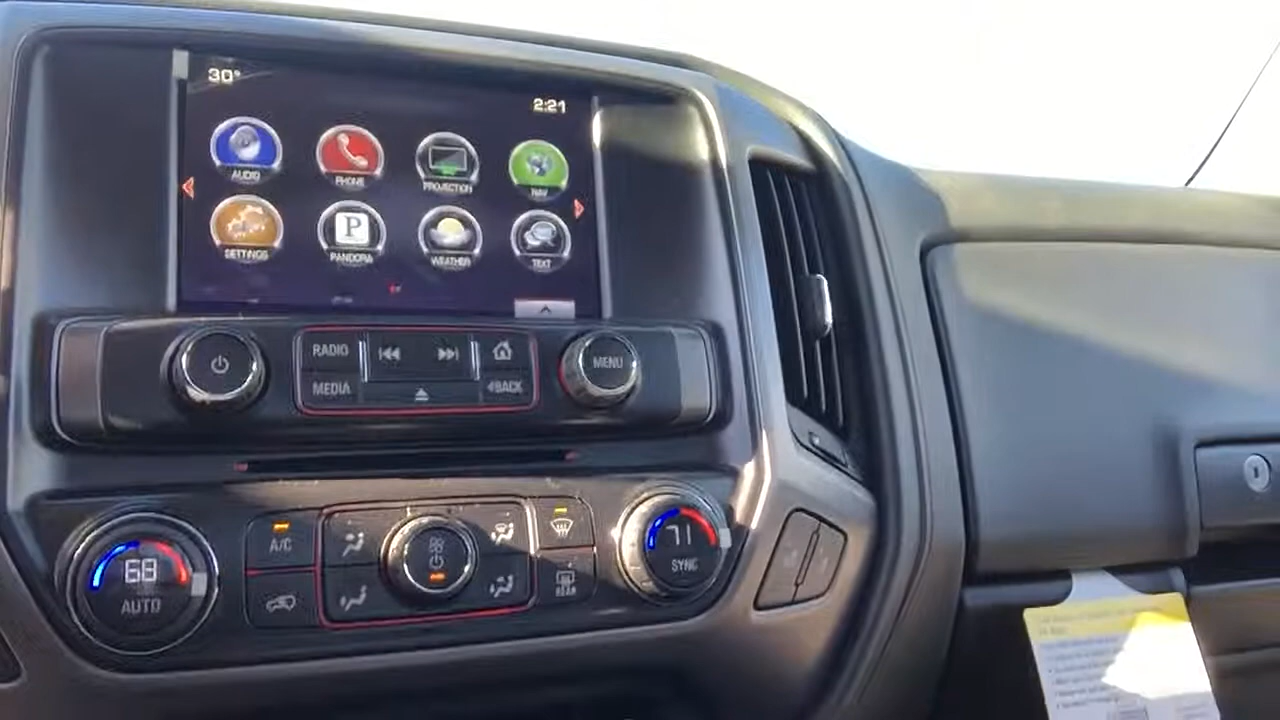 30°
2:21
AUDIO
PHONE
PROJECTION
NAV
SETTINGS
P
PANDORA
WEATHER
TEXT
RADIO
MEDIA
BACK
MENU
68
AUTO
A/C
REAR
71
SYNC